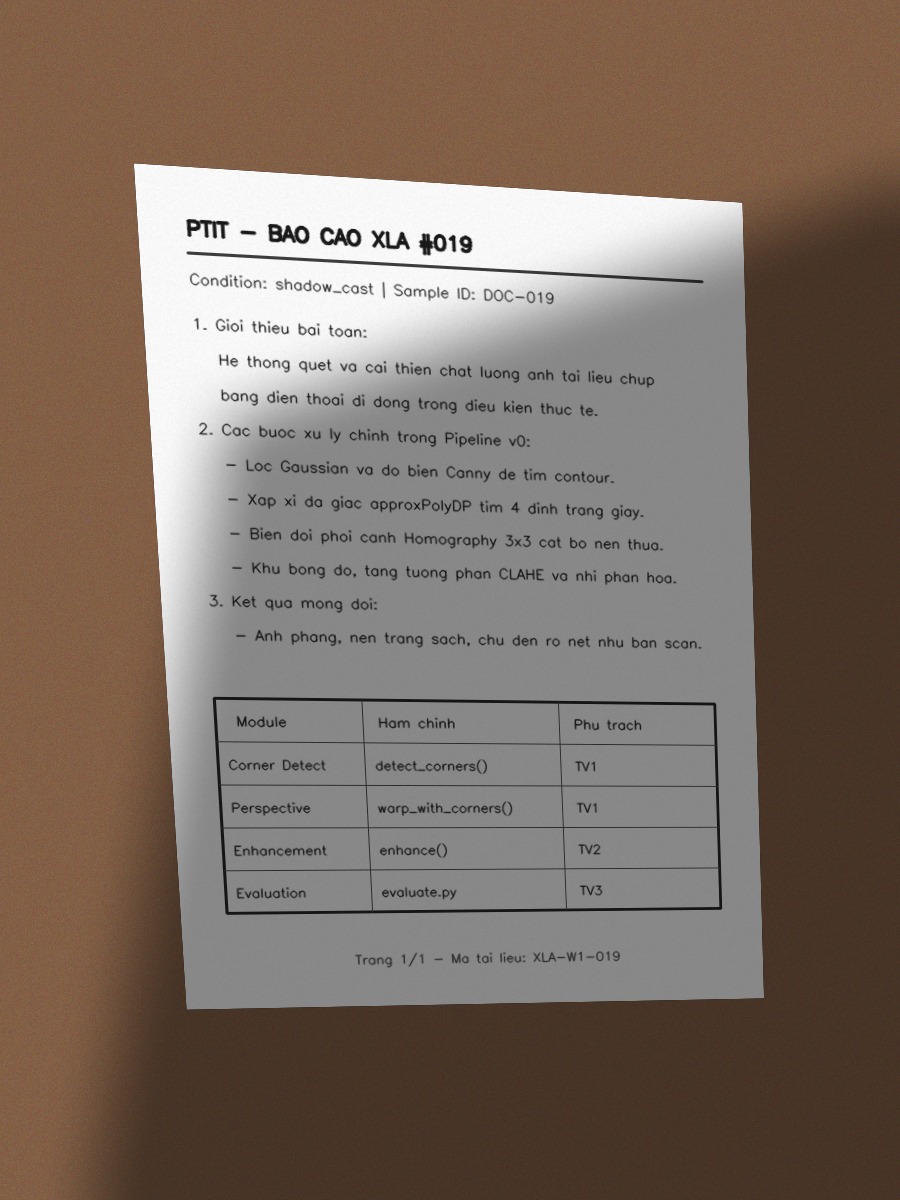 PTIT - BAO CAO XLA #019
Condition: shadow_cast | Sample ID: DOC-019
1. Gioi thieu bai toan:
He thong quet va cai thien chat luong anh tai lieu chup
bang dien thoai di dong trong dieu kien thuc te.
2. Cac buoc xu ly chinh trong Pipeline v0:
- Loc Gaussian va do bien Canny de tim contour.
- Xap xi da giac approxPolyDP tim 4 dinh trang giay.
- Bien doi phoi canh Homography 3x3 cat bo nen thua.
- Khu bong do, tang tuong phan CLAHE va nhi phan hoa.
3. Ket qua mong doi:
- Anh phang, nen trang sach, chu den ro net nhu ban scan.
Module Ham chinh Phu trach
Corner Detect detect_corners() TV1
Perspective warp_with_corners() TV1
Enhancement enhance() TV2
Evaluation evaluate.py TV3
Trang 1/1 - Ma tai lieu: XLA-W1-019